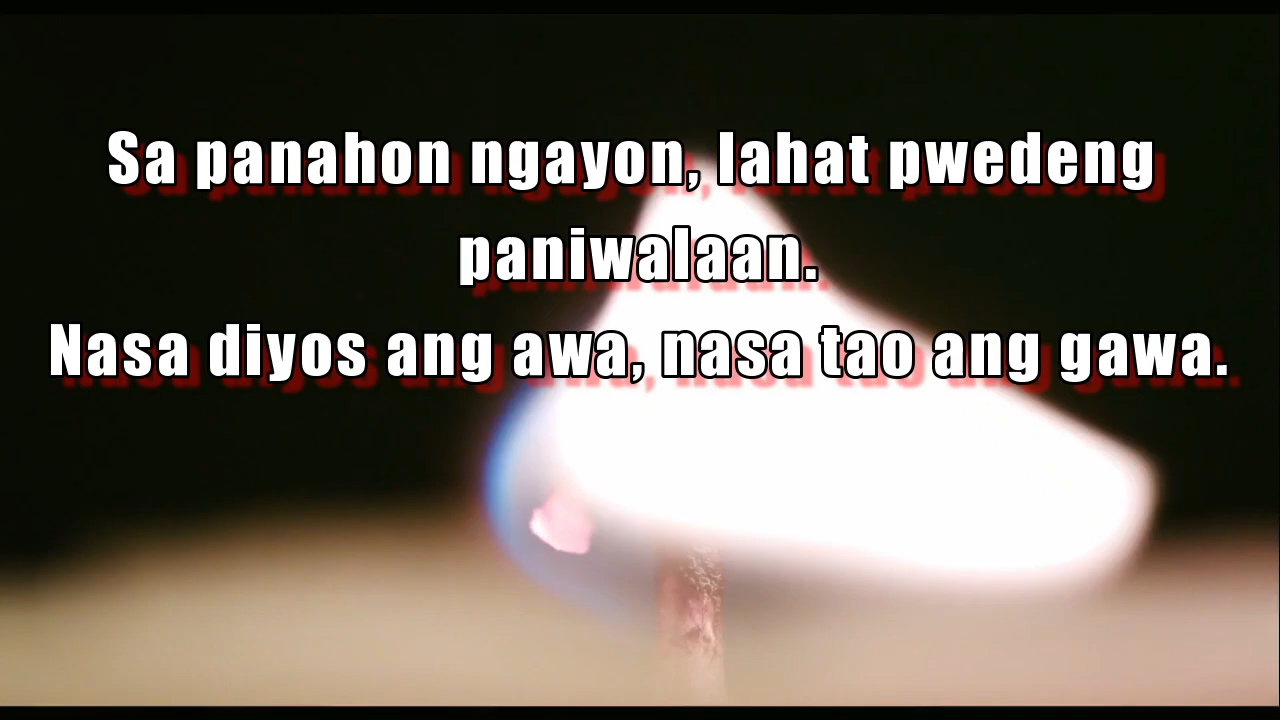 Sa panahon ngayon, lahat pwedeng
paniwalaan.
Nasa diyos ang awa, nasa tao ang gawa.